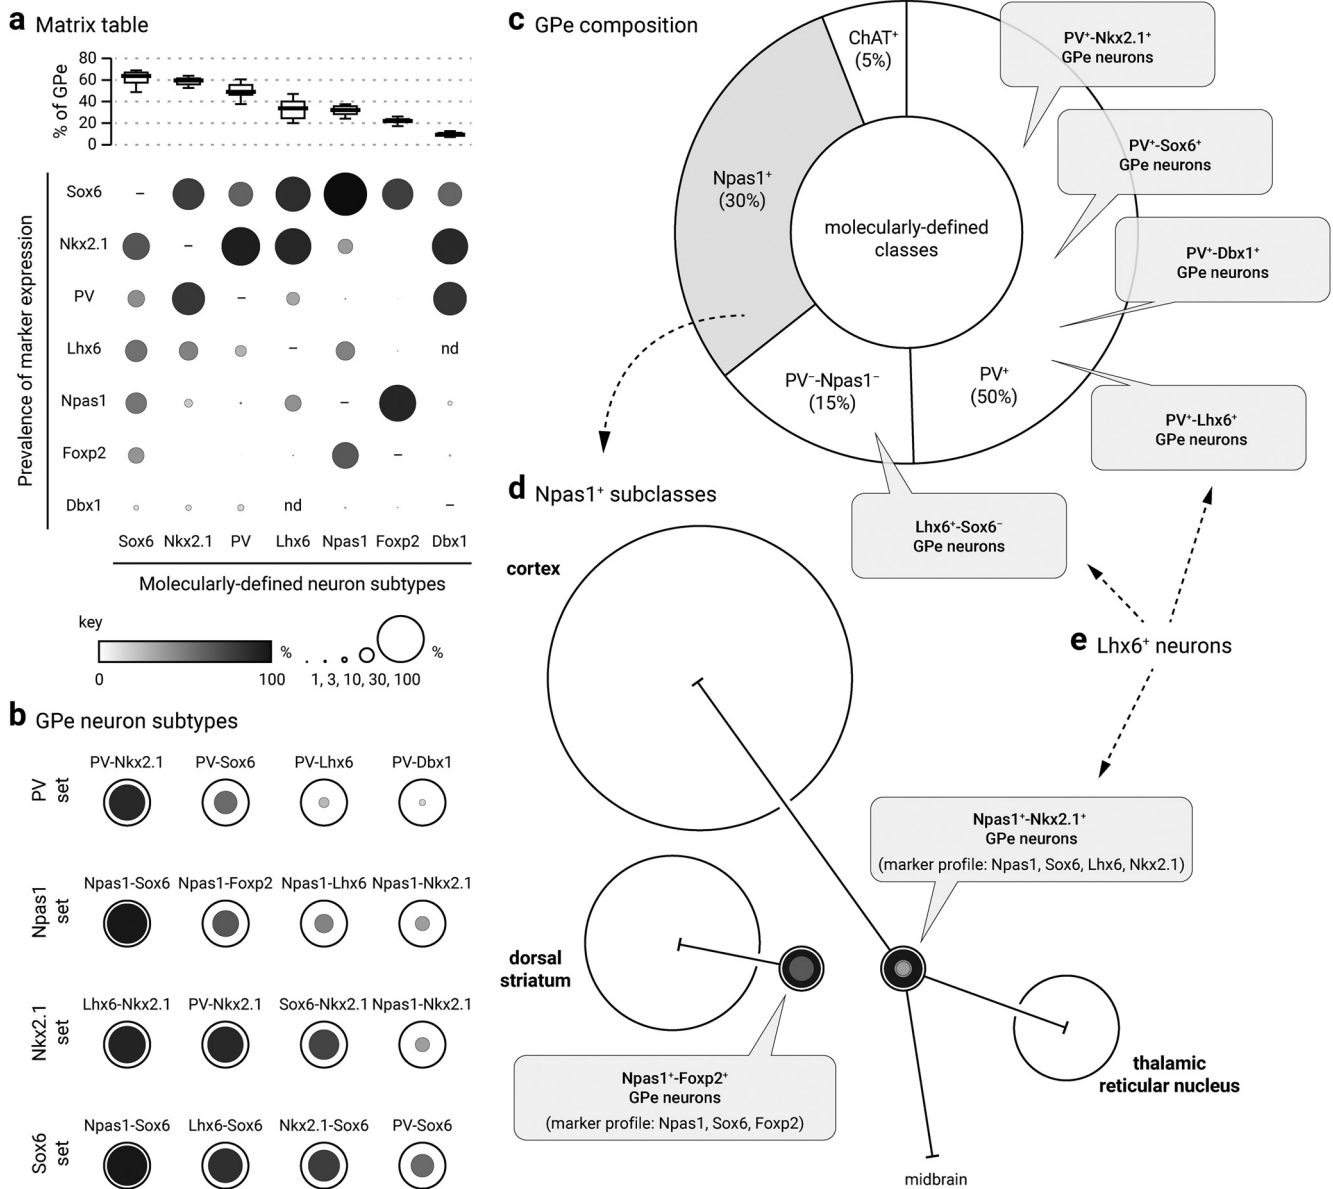 a Matrix table
% of GPe
80
60
40
20
0
Prevalence of marker expression
Sox6 –
Nkx2.1 –
PV –
Lhx6 – nd
Npas1 –
Foxp2 –
Dbx1 nd –
Sox6 Nkx2.1 PV Lhx6 Npas1 Foxp2 Dbx1
Molecularly-defined neuron subtypes
key
% %
0 100 1, 3, 10, 30, 100
b GPe neuron subtypes
PV set
PV-Nkx2.1 PV-Sox6 PV-Lhx6 PV-Dbx1
Npas1 set
Npas1-Sox6 Npas1-Foxp2 Npas1-Lhx6 Npas1-Nkx2.1
Nkx2.1 set
Lhx6-Nkx2.1 PV-Nkx2.1 Sox6-Nkx2.1 Npas1-Nkx2.1
Sox6 set
Npas1-Sox6 Lhx6-Sox6 Nkx2.1-Sox6 PV-Sox6
c GPe composition
ChAT⁺
(5%)
Npas1⁺
(30%)
molecularly-defined
classes
PV⁻-Npas1⁻
(15%)
PV⁺
(50%)
PV⁺-Nkx2.1⁺
GPe neurons
PV⁺-Sox6⁺
GPe neurons
PV⁺-Dbx1⁺
GPe neurons
PV⁺-Lhx6⁺
GPe neurons
Lhx6⁺-Sox6⁻
GPe neurons
d Npas1⁺ subclasses
cortex
e Lhx6⁺ neurons
Npas1⁺-Nkx2.1⁺
GPe neurons
(marker profile: Npas1, Sox6, Lhx6, Nkx2.1)
dorsal
striatum
Npas1⁺-Foxp2⁺
GPe neurons
(marker profile: Npas1, Sox6, Foxp2)
thalamic
reticular nucleus
midbrain